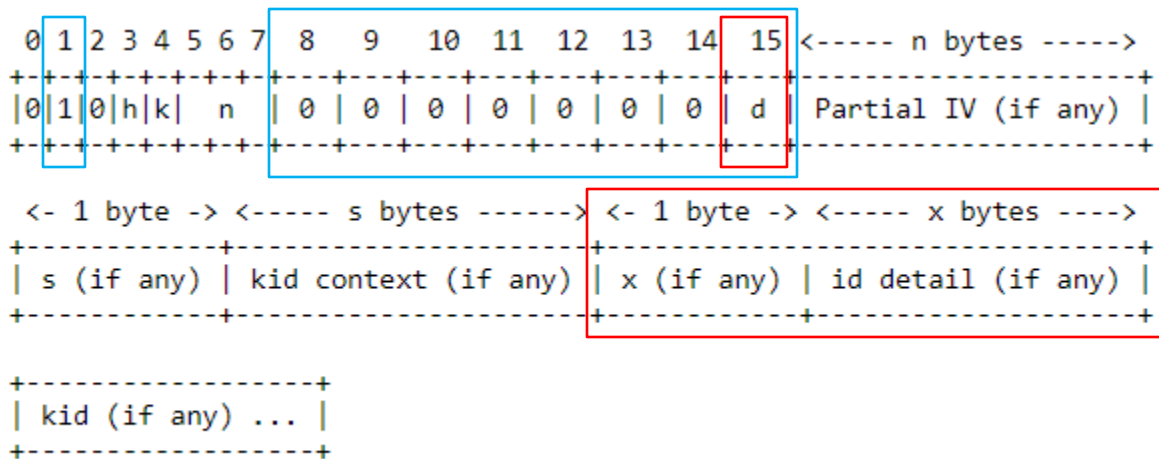 0 1 2 3 4 5 6 7   8   9   10  11  12  13  14  15 <----- n bytes ----->
+-+-+-+-+-+-+-+-+---+---+---+---+---+---+---+---+---------------------+
|0|1|0|h|k|  n  | 0 | 0 | 0 | 0 | 0 | 0 | 0 | d | Partial IV (if any) |
+-+-+-+-+-+-+-+-+---+---+---+---+---+---+---+---+---------------------+
<- 1 byte -> <----- s bytes ------> <- 1 byte -> <----- x bytes ---->
+------------+----------------------+------------+--------------------+
| s (if any) | kid context (if any) | x (if any) | id detail (if any) |
+------------+----------------------+------------+--------------------+
+------------------+
| kid (if any) ... |
+------------------+